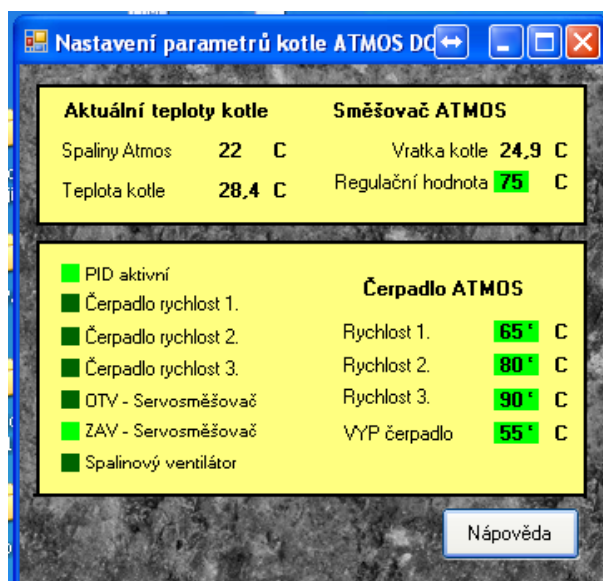 Nastavení parametrů kotle ATMOS DC
Aktuální teploty kotle
Spaliny Atmos 22 C
Teplota kotle 28,4 C
Směšovač ATMOS
Vratka kotle 24,9 C
Regulační hodnota 75 C
PID aktivní
Čerpadlo rychlost 1.
Čerpadlo rychlost 2.
Čerpadlo rychlost 3.
OTV - Servosměšovač
ZAV - Servosměšovač
Spalinový ventilátor
Čerpadlo ATMOS
Rychlost 1. 65° C
Rychlost 2. 80° C
Rychlost 3. 90° C
VYP čerpadlo 55° C
Nápověda